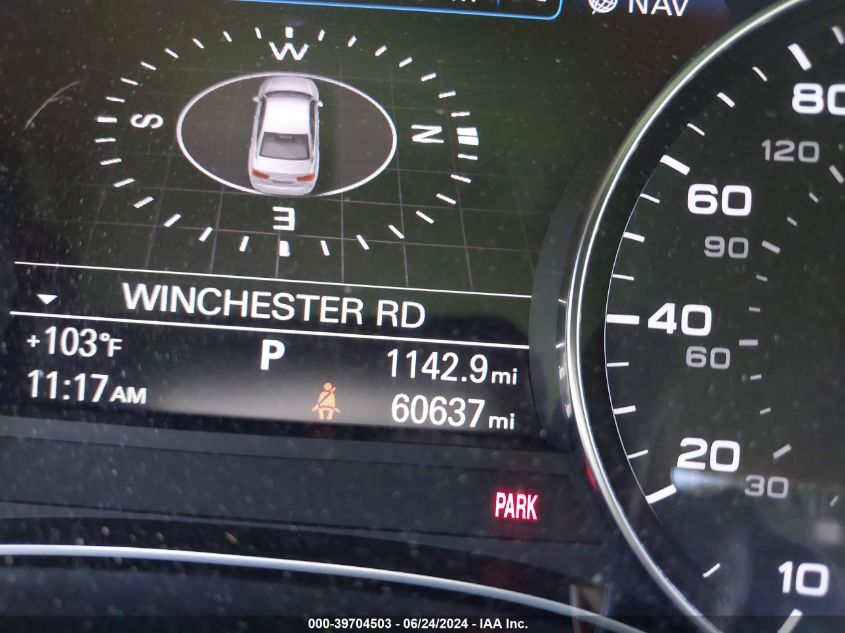 NAV
W
S
N
E
WINCHESTER RD
+103°F
P
1142.9mi
11:17AM
60637mi
PARK
80
120
60
90
40
60
20
30
10
000-39704503 - 06/24/2024 - IAA Inc.